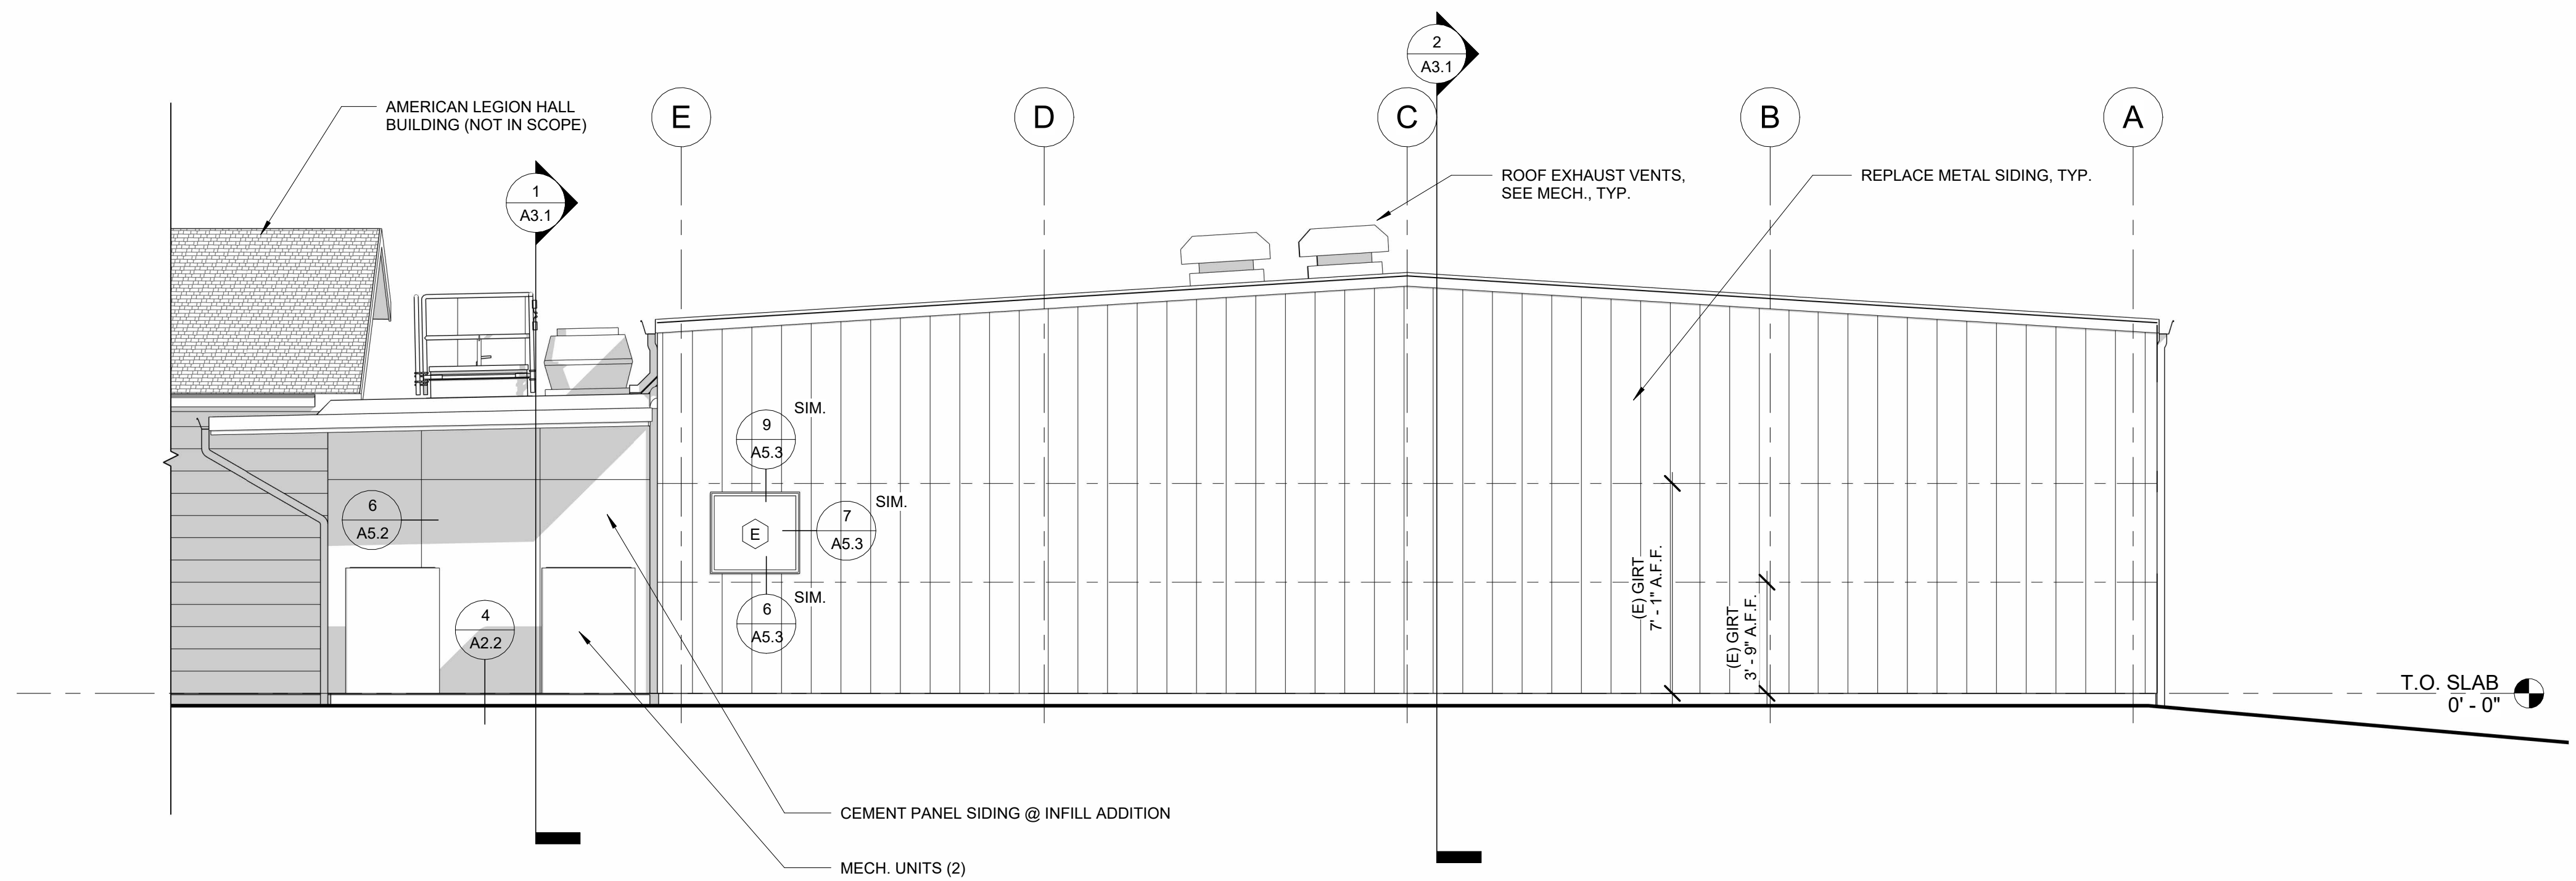 2
A3.1
AMERICAN LEGION HALL
BUILDING (NOT IN SCOPE)
E
D
C
B
A
1
A3.1
ROOF EXHAUST VENTS,
SEE MECH., TYP.
REPLACE METAL SIDING, TYP.
SIM.
9
A5.3
6
A5.2
SIM.
7
A5.3
E
SIM.
6
A5.3
4
A2.2
(E) GIRT
7' - 1" A.F.F.
(E) GIRT
3' - 9" A.F.F.
T.O. SLAB
0' - 0"
CEMENT PANEL SIDING @ INFILL ADDITION
MECH. UNITS (2)